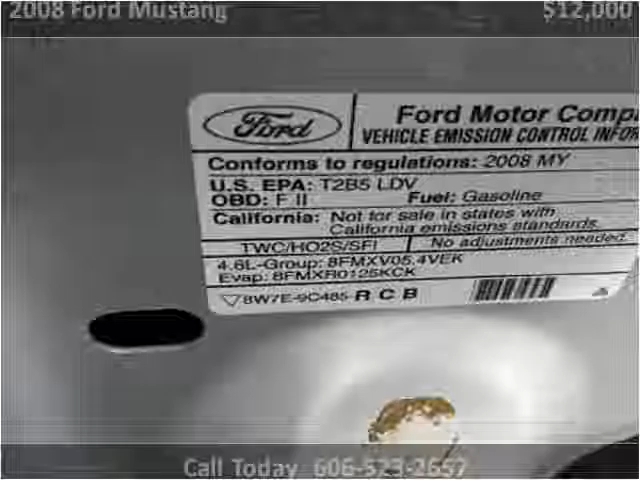 2008 Ford Mustang $12,000
Ford Ford Motor Comp
VEHICLE EMISSION CONTROL INFOR
Conforms to regulations: 2008 MY
U.S. EPA: T2B5 LDV
OBD: F II Fuel: Gasoline
California: Not for sale in states with
California emissions standards.
TWC/HO2S/SFI No adjustments needed.
4.6L-Group: 8FMXV05.4VEK
Evap: 8FMXR0125KCK
8W7E-9C485 R C B
Call Today 606-523-2657